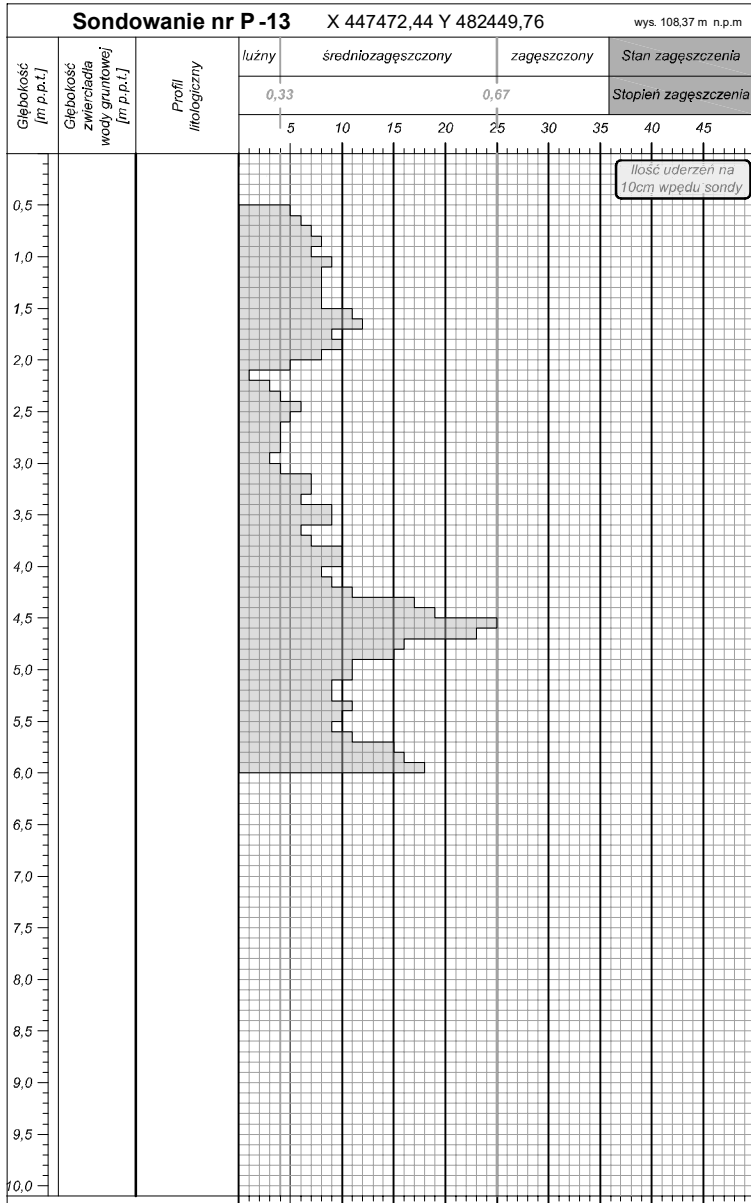 Sondowanie nr P -13 X 447472,44 Y 482449,76 wys. 108,37 m n.p.m
Głębokość
[m p.p.t.]
Głębokość
zwierciadła
wody gruntowej
[m p.p.t.]
Profil
litologiczny
luźny średniozagęszczony zagęszczony Stan zagęszczenia
0,33 0,67 Stopień zagęszczenia
5 10 15 20 25 30 35 40 45
Ilość uderzeń na
10cm wpędu sondy
0,5
1,0
1,5
2,0
2,5
3,0
3,5
4,0
4,5
5,0
5,5
6,0
6,5
7,0
7,5
8,0
8,5
9,0
9,5
10,0